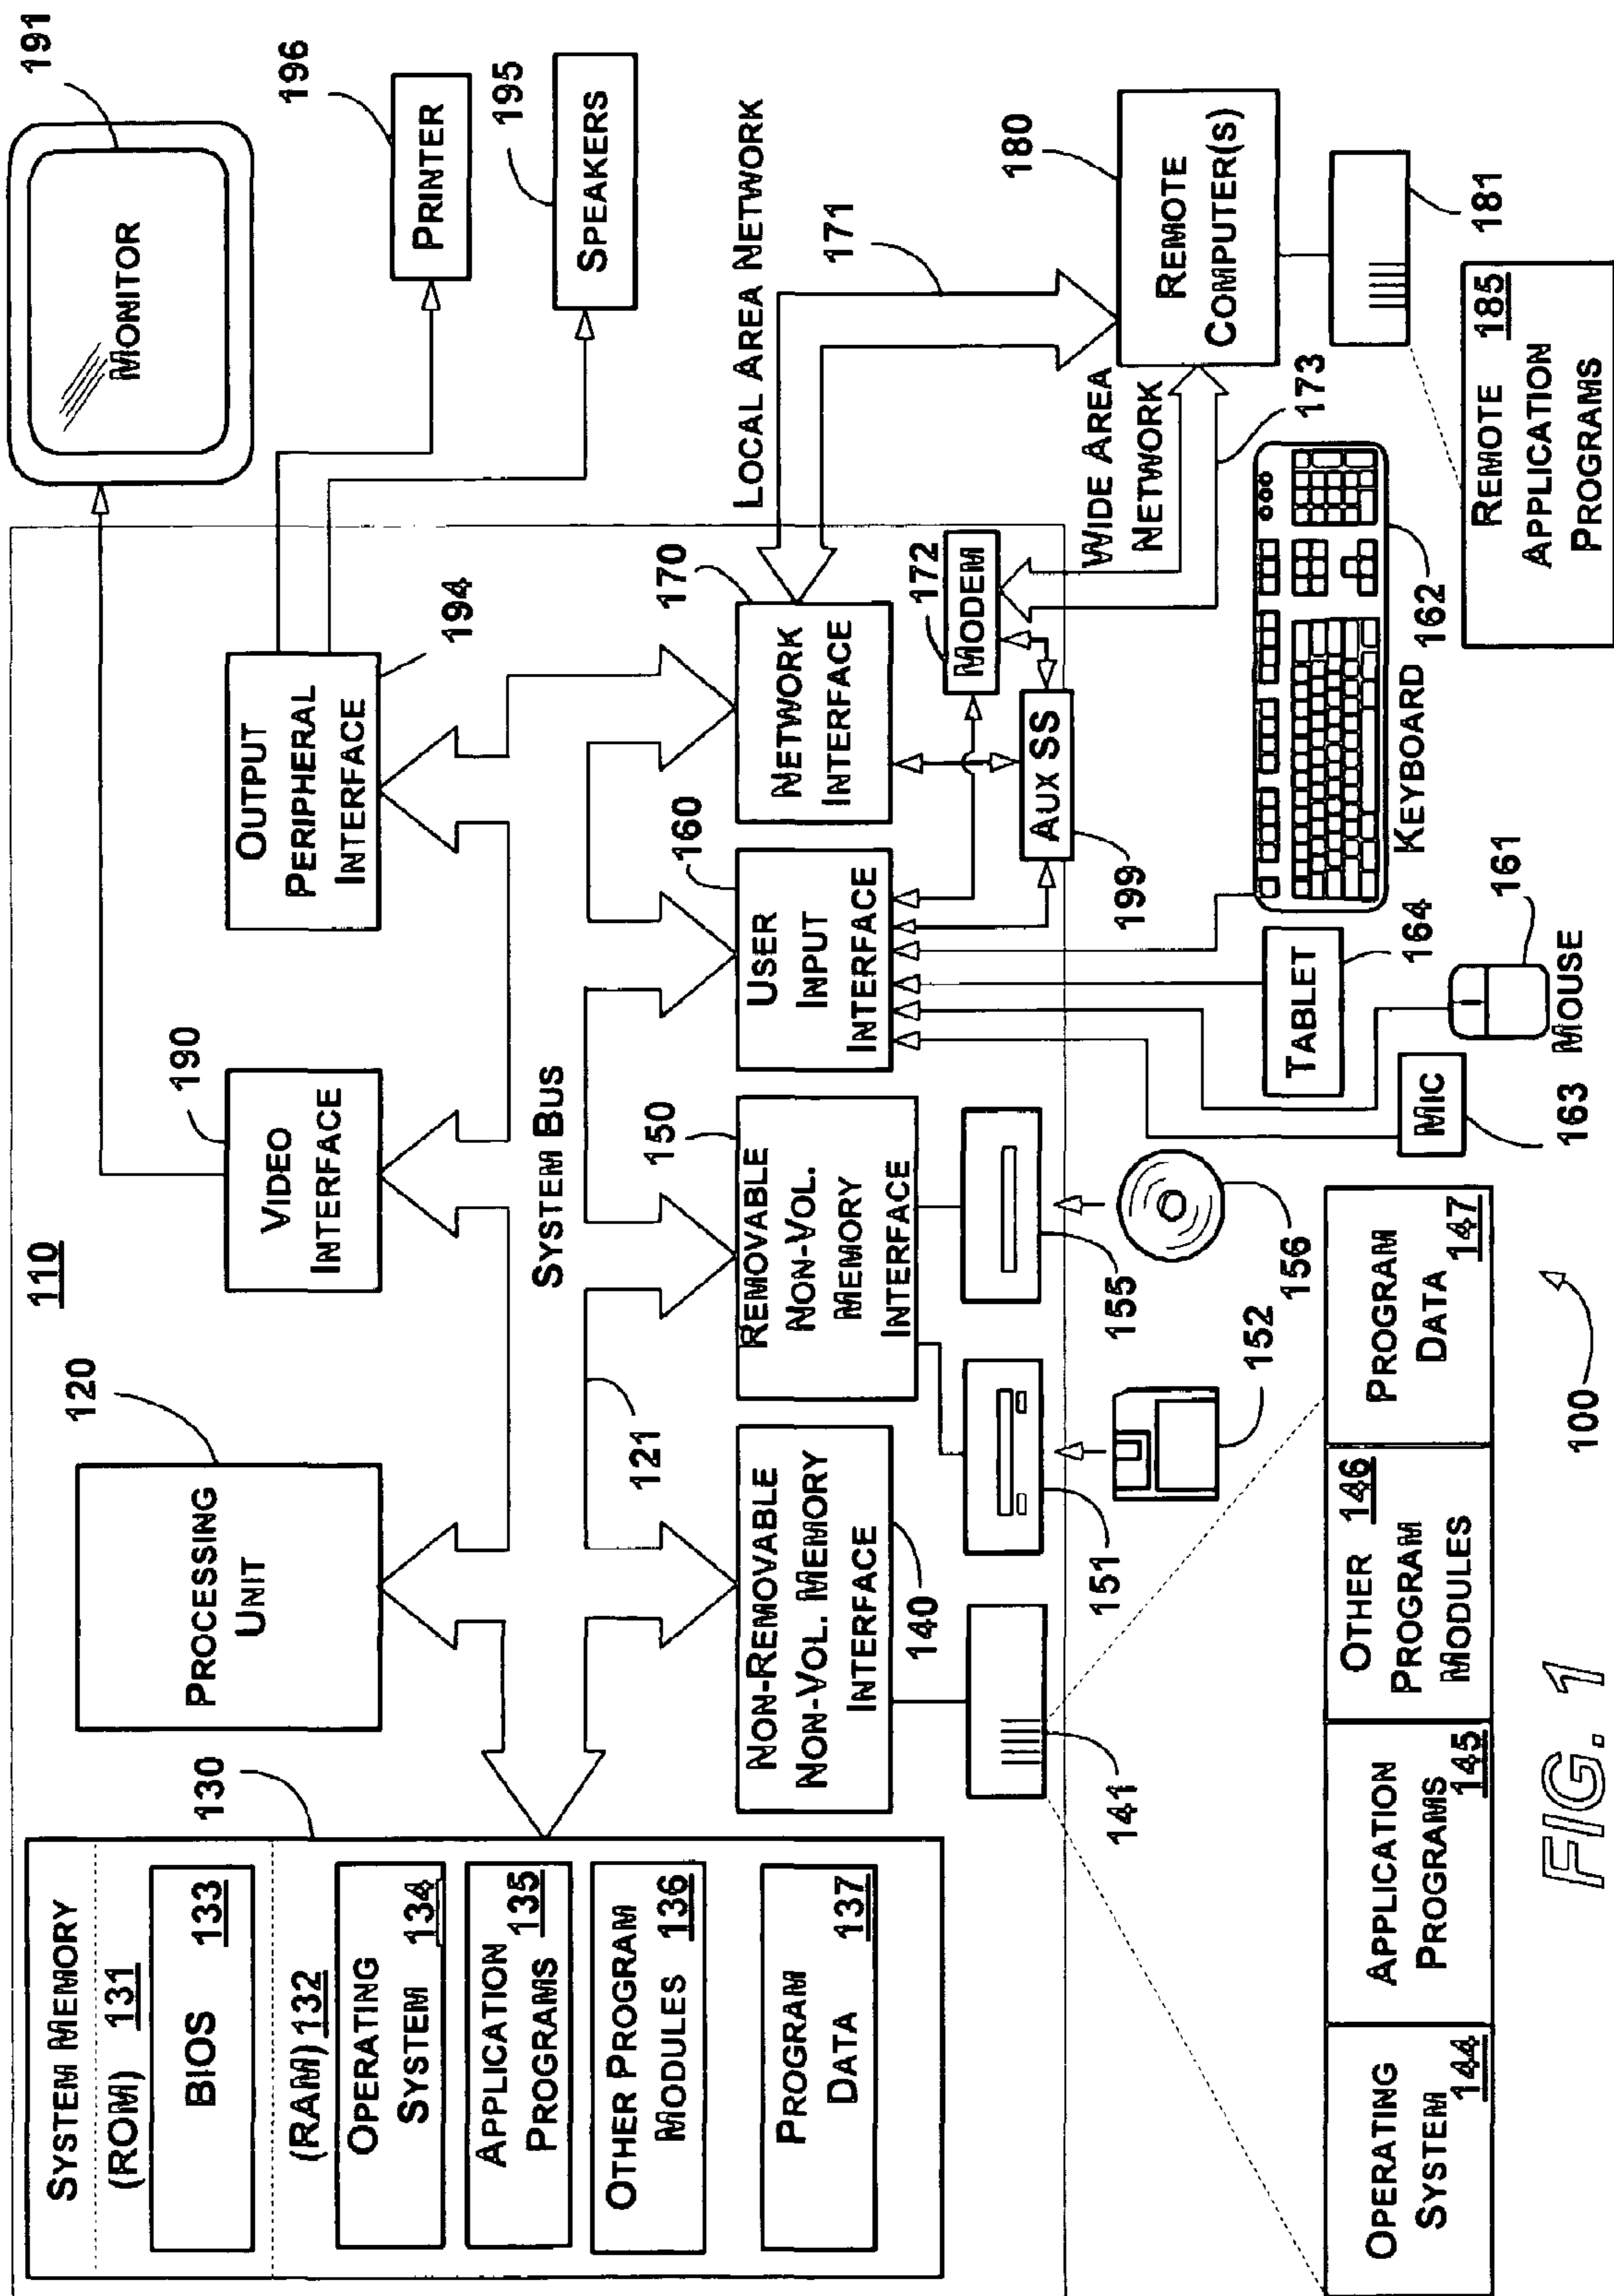 110
SYSTEM MEMORY
(ROM) 131
BIOS 133
(RAM) 132
OPERATING
SYSTEM 134
APPLICATION
PROGRAMS 135
OTHER PROGRAM
MODULES 136
PROGRAM
DATA 137
130
PROCESSING
UNIT
120
VIDEO
INTERFACE
190
OUTPUT
PERIPHERAL
INTERFACE
194
MONITOR
191
PRINTER
196
SPEAKERS
195
SYSTEM BUS
121
NON-REMOVABLE
NON-VOL. MEMORY
INTERFACE
140
REMOVABLE
NON-VOL.
MEMORY
INTERFACE
150
USER
INPUT
INTERFACE
160
NETWORK
INTERFACE
170
LOCAL AREA NETWORK
171
MODEM
172
AUX SS
199
WIDE AREA
NETWORK
173
REMOTE
COMPUTER(S)
180
181
REMOTE 185
APPLICATION
PROGRAMS
141
151
152
155
156
KEYBOARD
162
TABLET
164
MIC
163
MOUSE
161
OPERATING
SYSTEM 144
APPLICATION
PROGRAMS 145
OTHER 146
PROGRAM
MODULES
PROGRAM
DATA 147
100
FIG. 1